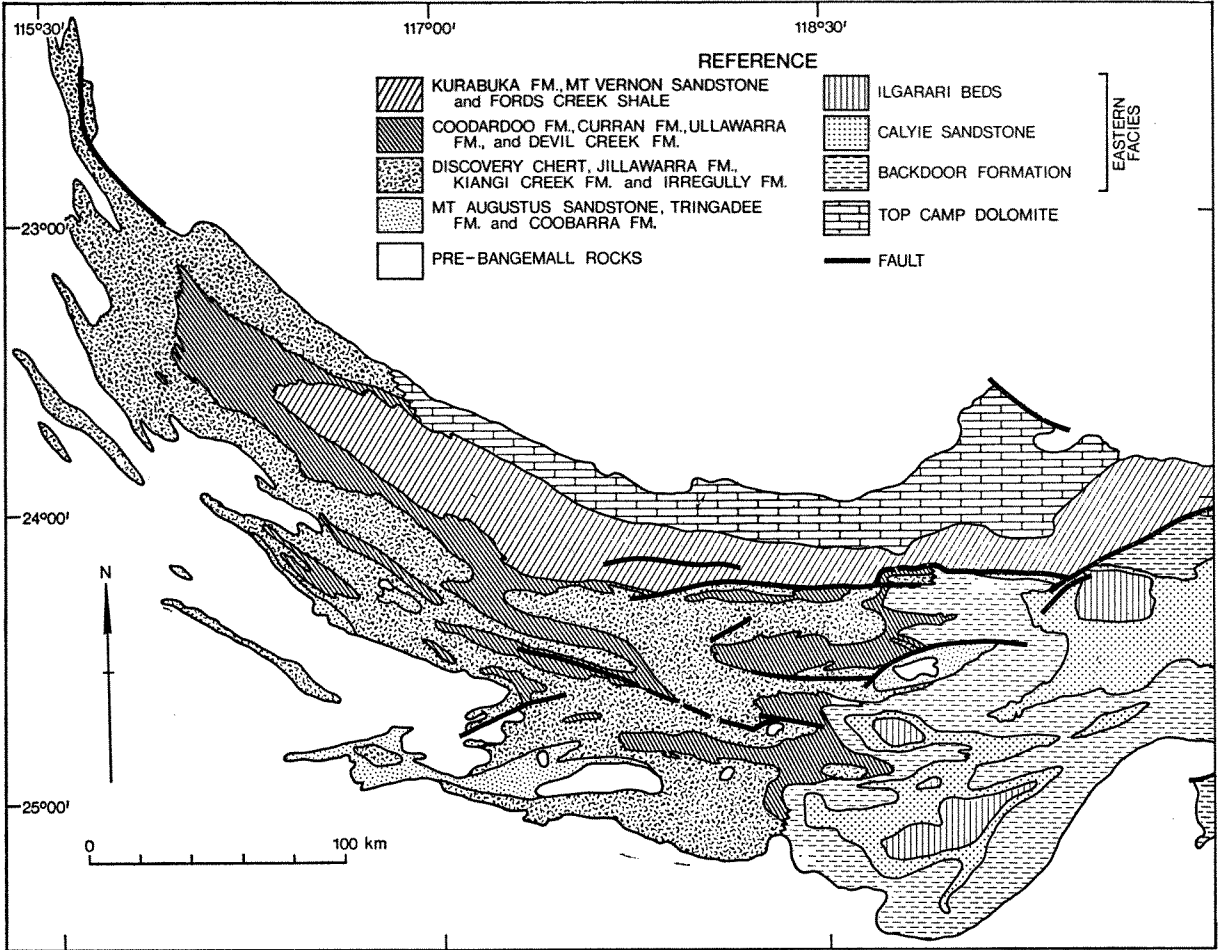 115°30' 117°00' 118°30'
REFERENCE
KURABUKA FM., MT VERNON SANDSTONE
and FORDS CREEK SHALE
COODARDOO FM., CURRAN FM., ULLAWARRA
FM., and DEVIL CREEK FM.
DISCOVERY CHERT, JILLAWARRA FM.,
KIANGI CREEK FM. and IRREGULLY FM.
MT AUGUSTUS SANDSTONE, TRINGADEE
FM. and COOBARRA FM.
PRE-BANGEMALL ROCKS
ILGARARI BEDS
CALYIE SANDSTONE
BACKDOOR FORMATION
EASTERN
FACIES
TOP CAMP DOLOMITE
FAULT
23°00'
24°00'
N
25°00'
0 100 km